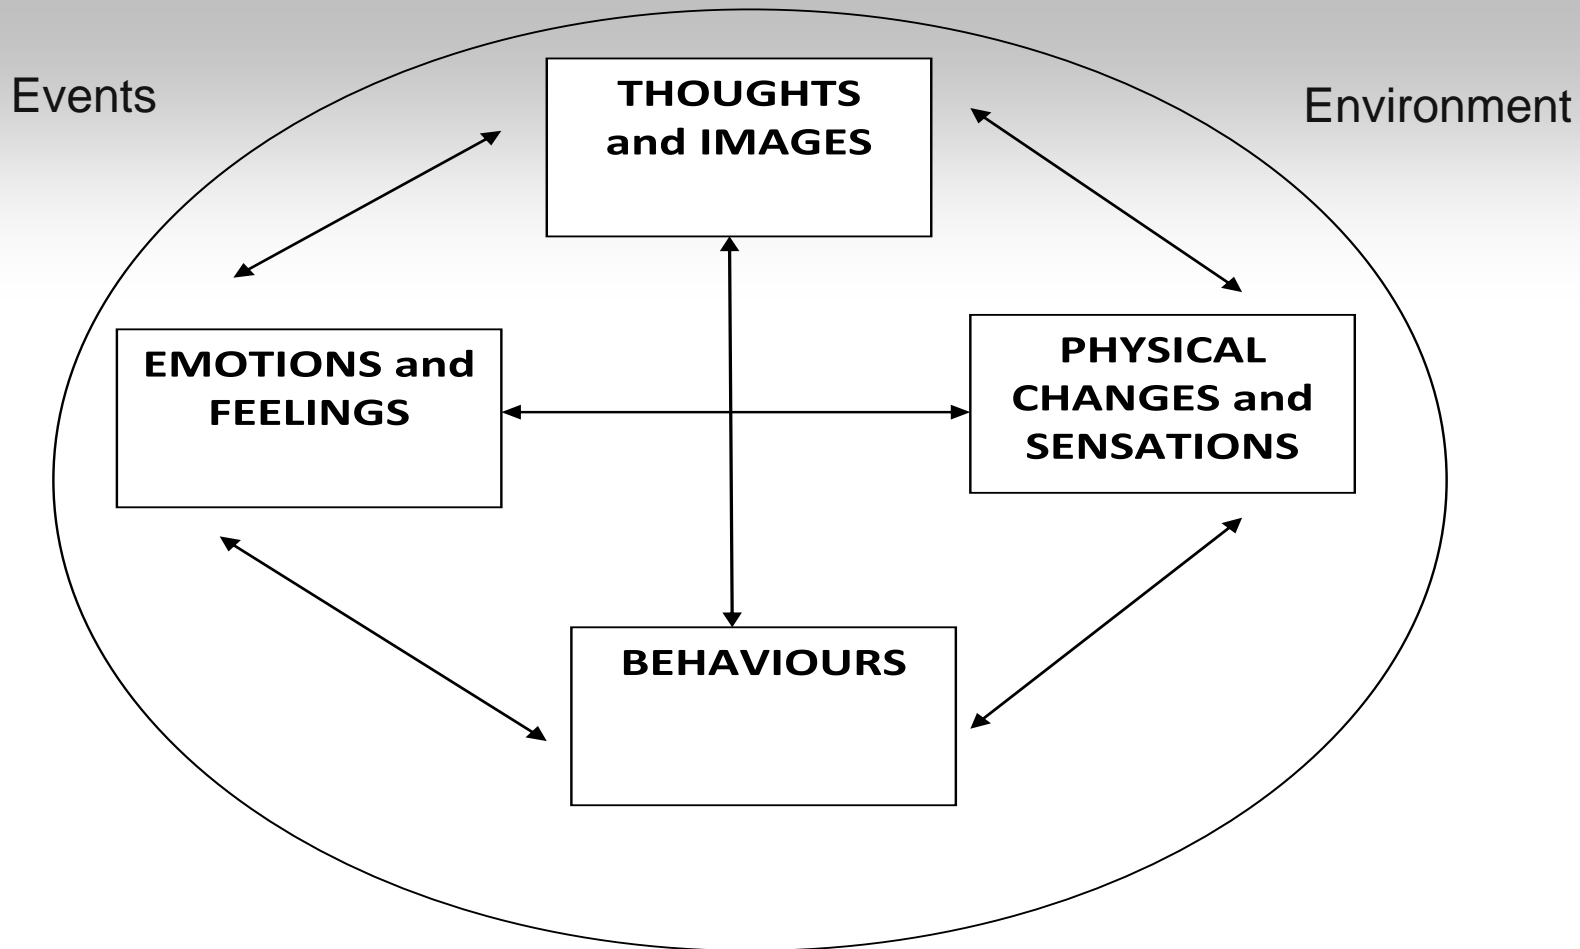 Events
THOUGHTS
and IMAGES
Environment
EMOTIONS and
FEELINGS
PHYSICAL
CHANGES and
SENSATIONS
BEHAVIOURS